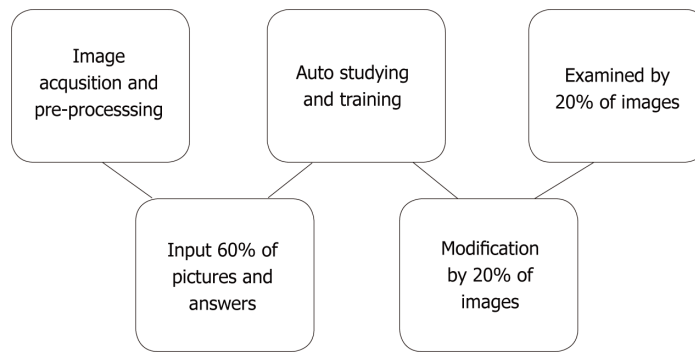 Image
acqusition and
pre-processsing
Auto studying
and training
Examined by
20% of images
Input 60% of
pictures and
answers
Modification
by 20% of
images